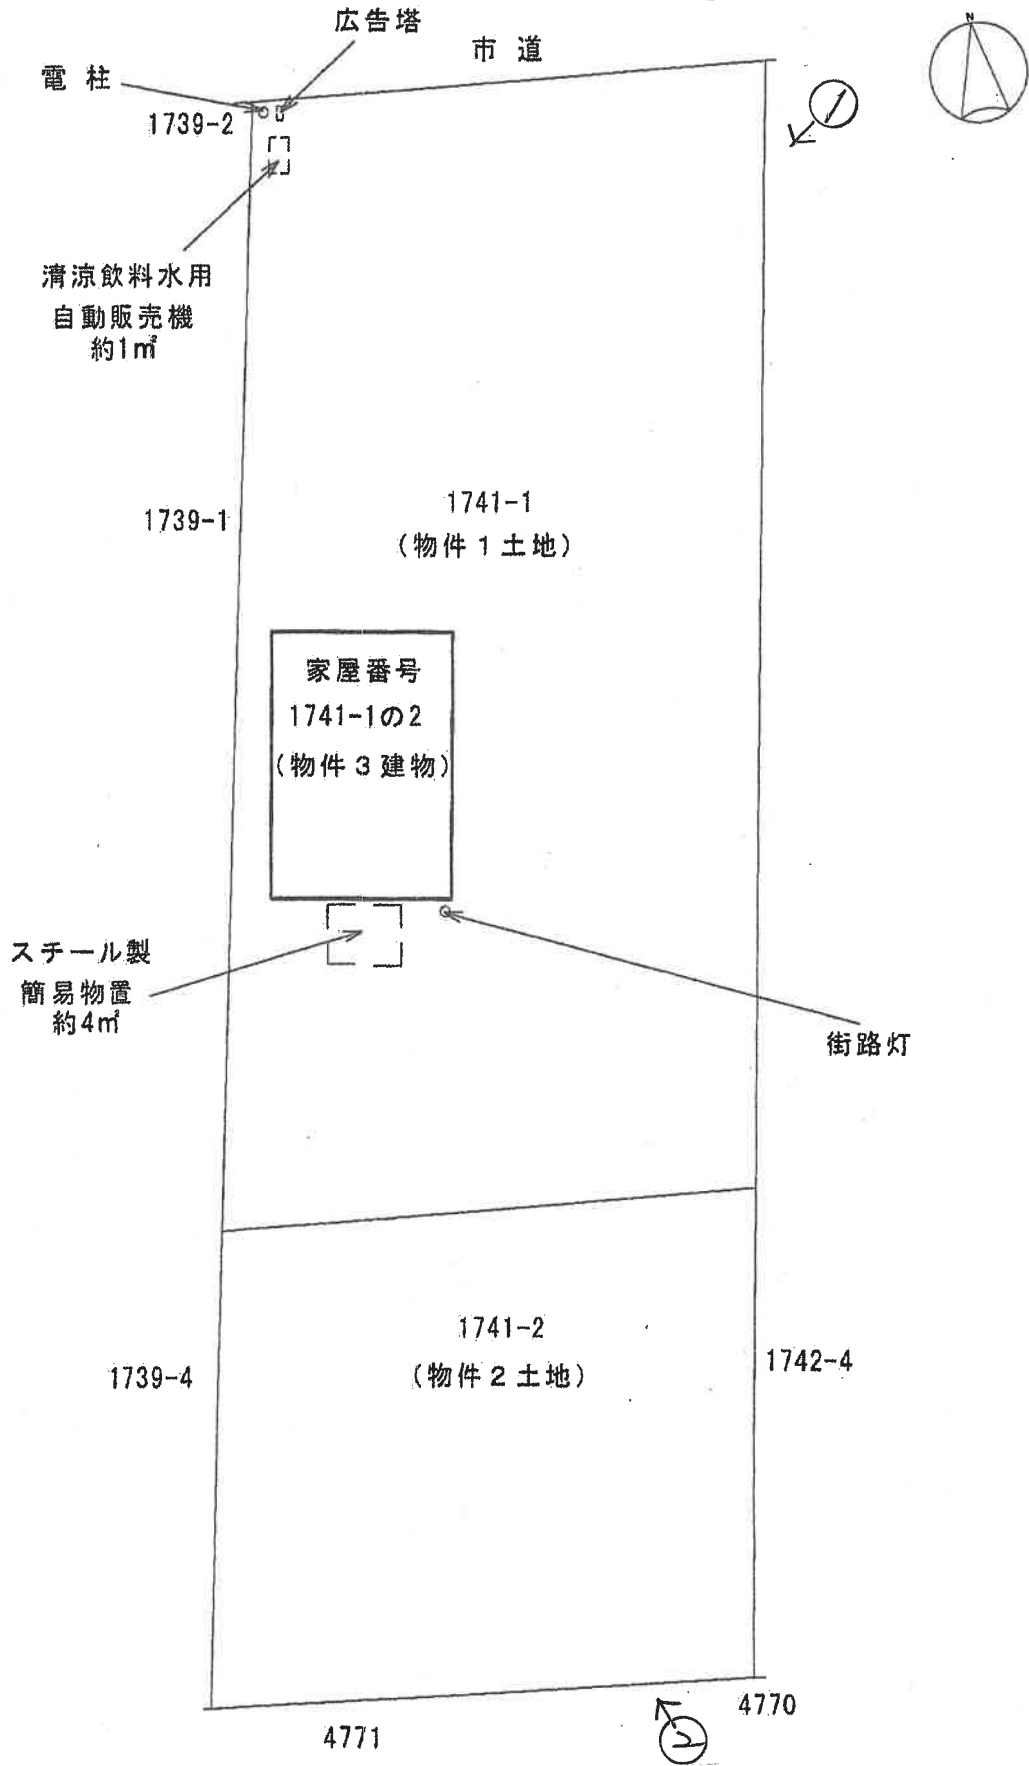 広告塔
市道
N
電柱
1739-2
①
清涼飲料水用
自動販売機
約1㎡
1739-1
1741-1
(物件1土地)
家屋番号
1741-1の2
(物件3建物)
スチール製
簡易物置
約4㎡
街路灯
1741-2
(物件2土地)
1739-4
1742-4
4770
4771
②